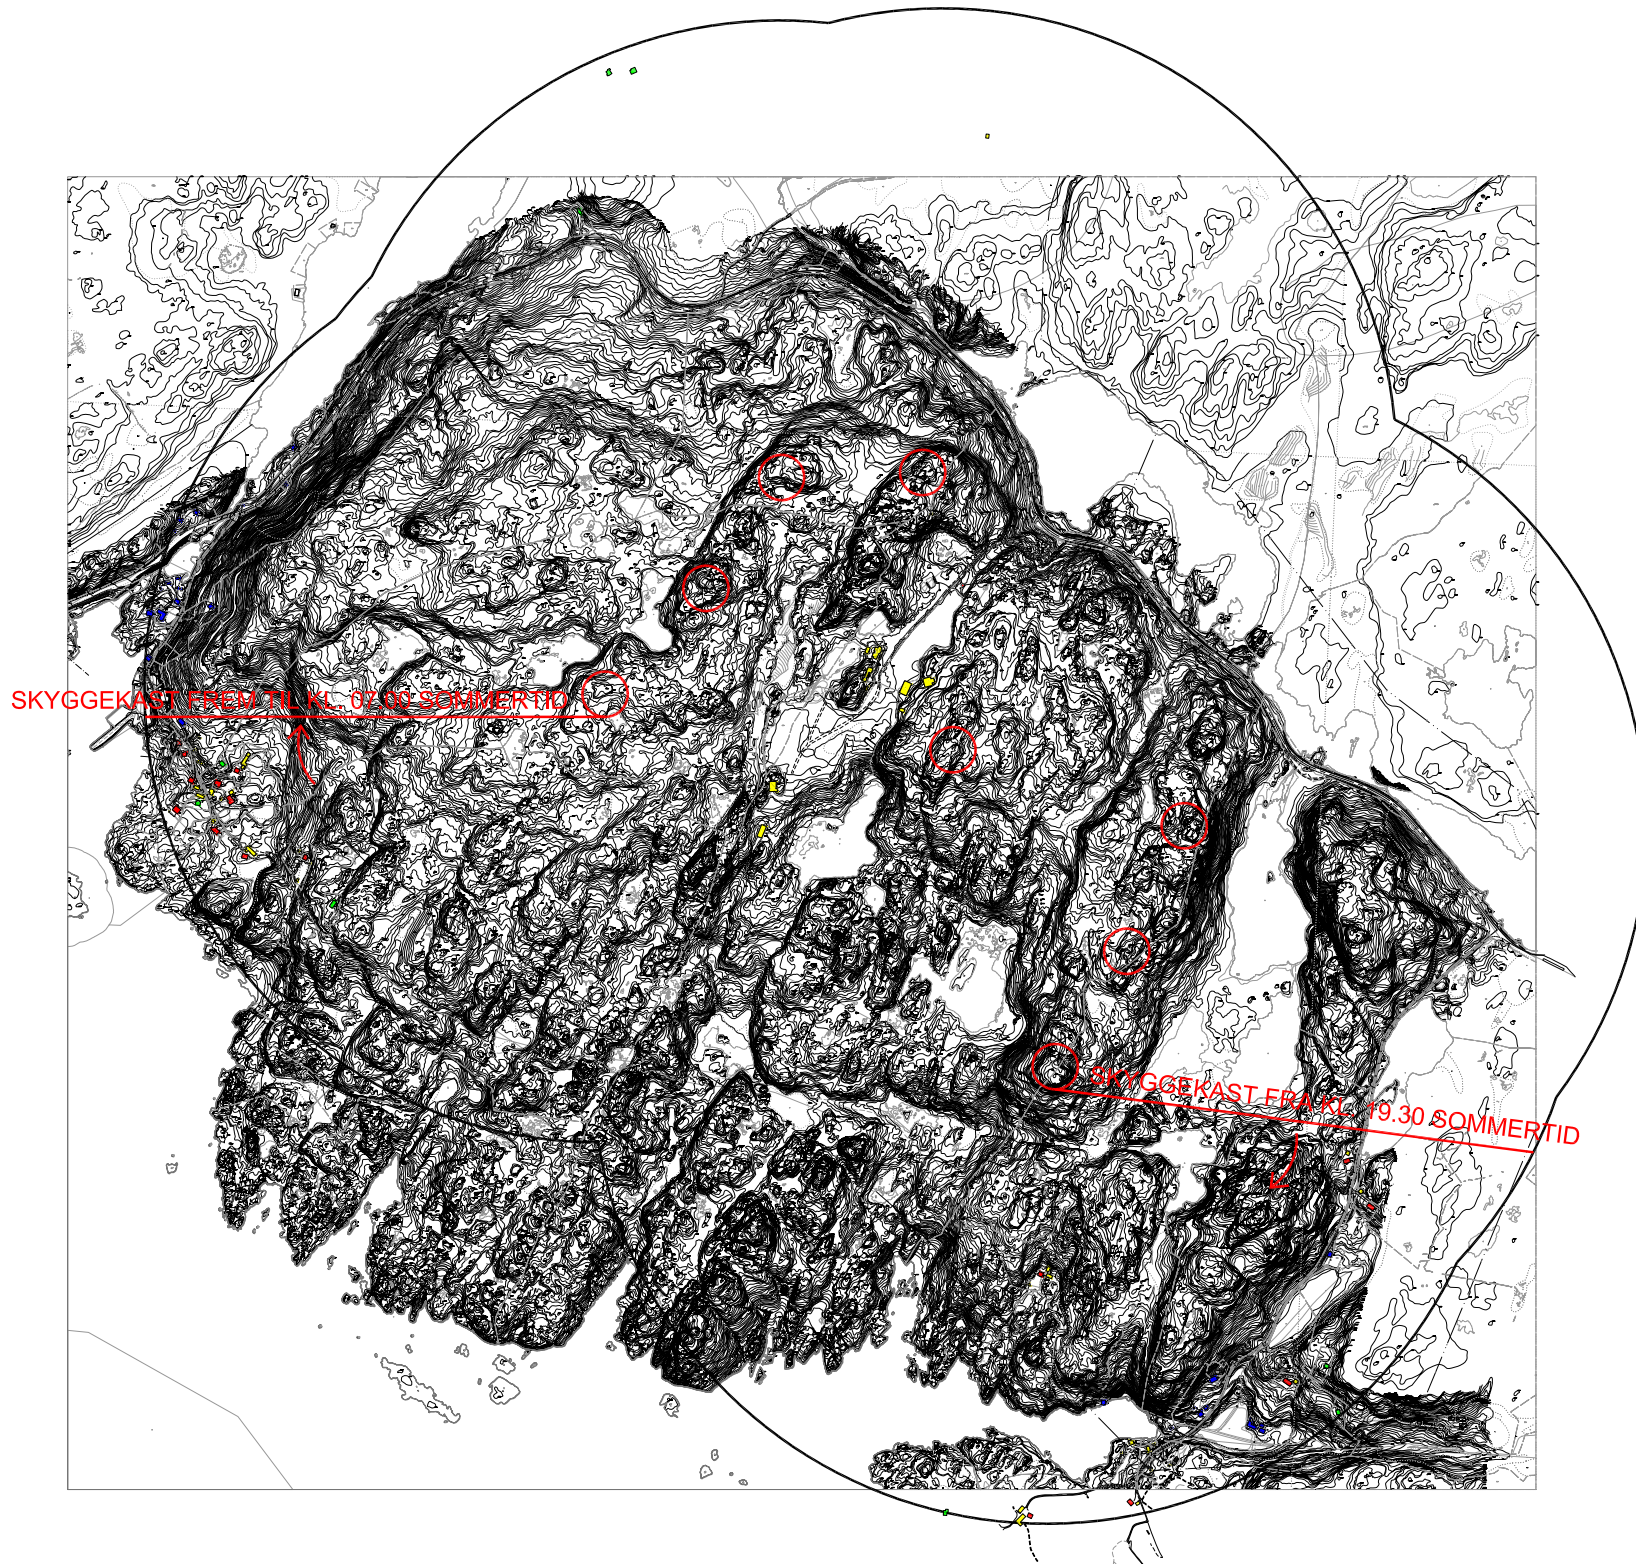 SKYGGEKAST FREM TIL KL. 07.00 SOMMERTID
SKYGGEKAST FRA KL. 19.30 SOMMERTID